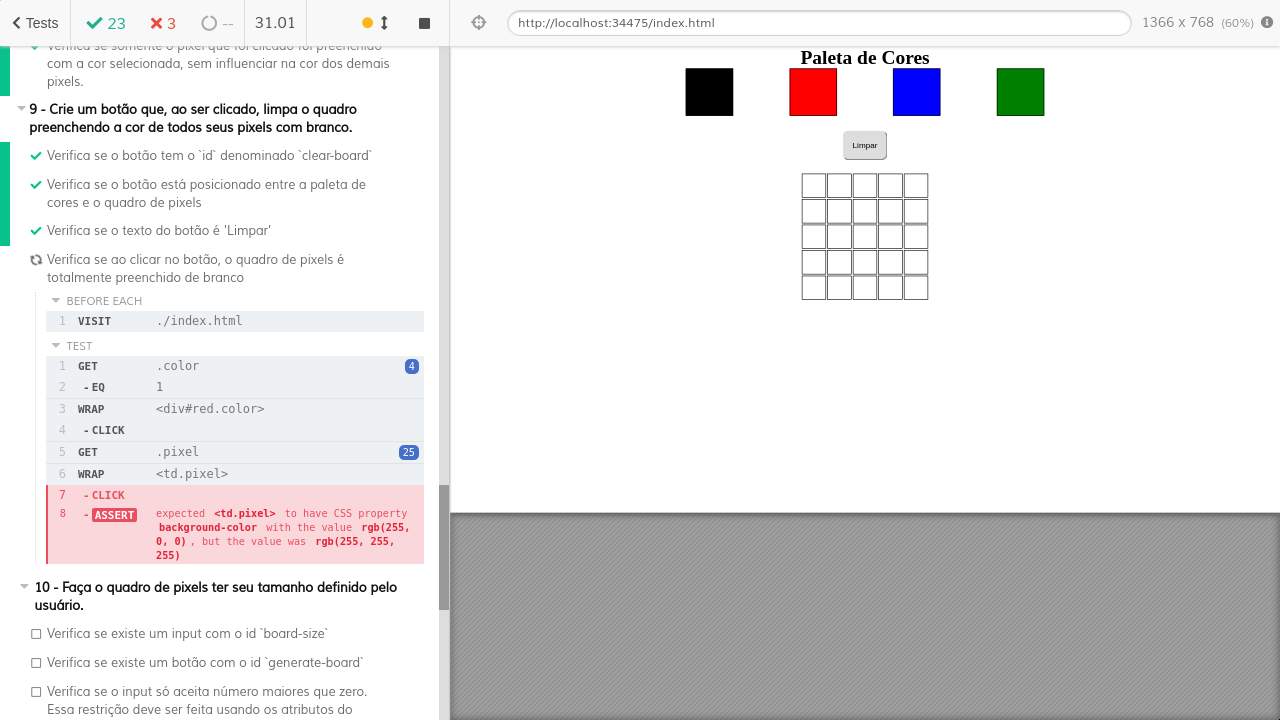 Tests
23
3
--
31.01
http://localhost:34475/index.html
1366 x 768 (60%)
Verifica se somente o pixel que foi clicado foi preenchido
com a cor selecionada, sem influenciar na cor dos demais
pixels.
9 - Crie um botão que, ao ser clicado, limpa o quadro
preenchendo a cor de todos seus pixels com branco.
Verifica se o botão tem o `id` denominado `clear-board`
Verifica se o botão está posicionado entre a paleta de
cores e o quadro de pixels
Verifica se o texto do botão é 'Limpar'
Verifica se ao clicar no botão, o quadro de pixels é
totalmente preenchido de branco
BEFORE EACH
1 VISIT ./index.html
TEST
1 GET .color 4
2 -EQ 1
3 WRAP <div#red.color>
4 -CLICK
5 GET .pixel 25
6 WRAP <td.pixel>
7 -CLICK
8 -ASSERT expected <td.pixel> to have CSS property
background-color with the value rgb(255,
0, 0), but the value was rgb(255, 255,
255)
10 - Faça o quadro de pixels ter seu tamanho definido pelo
usuário.
Verifica se existe um input com o id `board-size`
Verifica se existe um botão com o id `generate-board`
Verifica se o input só aceita número maiores que zero.
Essa restrição deve ser feita usando os atributos do
Paleta de Cores
Limpar